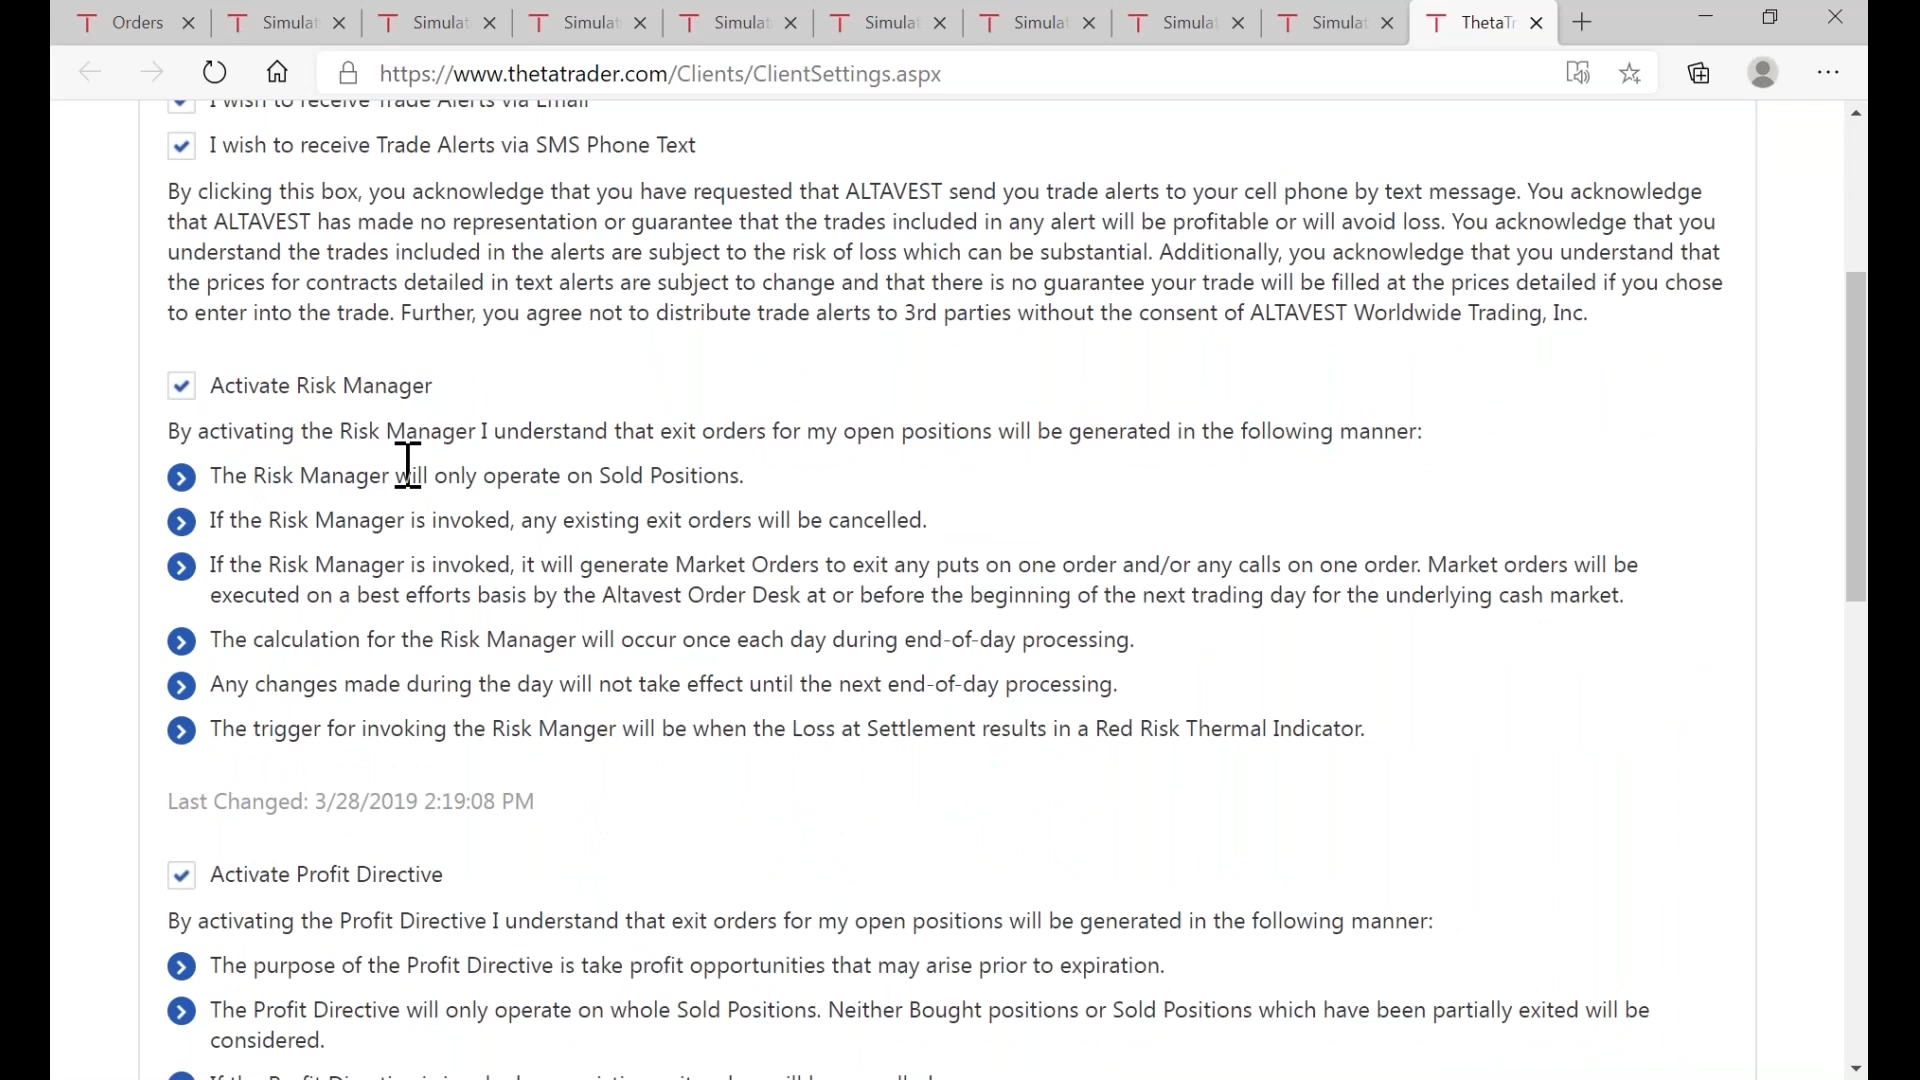 Orders
Simulat
Simulat
Simulat
Simulat
Simulat
Simulat
Simulat
Simulat
ThetaTr
https://www.thetatrader.com/Clients/ClientSettings.aspx
I wish to receive Trade Alerts via Email
I wish to receive Trade Alerts via SMS Phone Text
By clicking this box, you acknowledge that you have requested that ALTAVEST send you trade alerts to your cell phone by text message. You acknowledge
that ALTAVEST has made no representation or guarantee that the trades included in any alert will be profitable or will avoid loss. You acknowledge that you
understand the trades included in the alerts are subject to the risk of loss which can be substantial. Additionally, you acknowledge that you understand that
the prices for contracts detailed in text alerts are subject to change and that there is no guarantee your trade will be filled at the prices detailed if you chose
to enter into the trade. Further, you agree not to distribute trade alerts to 3rd parties without the consent of ALTAVEST Worldwide Trading, Inc.
Activate Risk Manager
By activating the Risk Manager I understand that exit orders for my open positions will be generated in the following manner:
The Risk Manager will only operate on Sold Positions.
If the Risk Manager is invoked, any existing exit orders will be cancelled.
If the Risk Manager is invoked, it will generate Market Orders to exit any puts on one order and/or any calls on one order. Market orders will be
executed on a best efforts basis by the Altavest Order Desk at or before the beginning of the next trading day for the underlying cash market.
The calculation for the Risk Manager will occur once each day during end-of-day processing.
Any changes made during the day will not take effect until the next end-of-day processing.
The trigger for invoking the Risk Manger will be when the Loss at Settlement results in a Red Risk Thermal Indicator.
Last Changed: 3/28/2019 2:19:08 PM
Activate Profit Directive
By activating the Profit Directive I understand that exit orders for my open positions will be generated in the following manner:
The purpose of the Profit Directive is take profit opportunities that may arise prior to expiration.
The Profit Directive will only operate on whole Sold Positions. Neither Bought positions or Sold Positions which have been partially exited will be
considered.